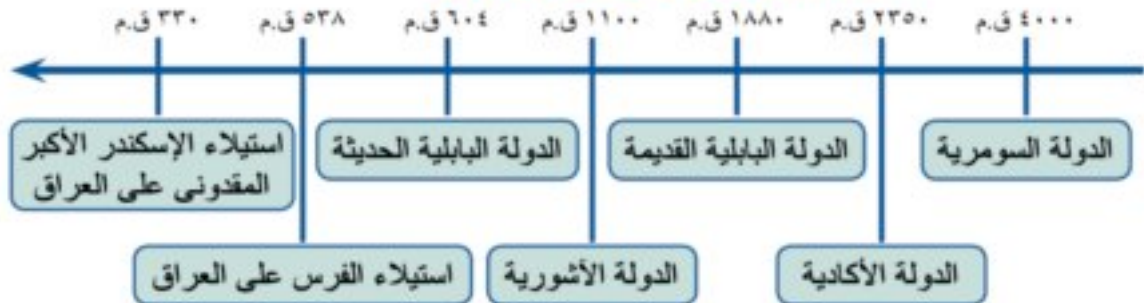 ٤٠٠٠ ق.م
٢٣٥٠ ق.م
١٨٨٠ ق.م
١١٠٠ ق.م
٦٠٤ ق.م
٥٣٨ ق.م
٣٣٠ ق.م
الدولة السومرية
الدولة البابلية القديمة
الدولة البابلية الحديثة
استيلاء الإسكندر الأكبر
المقدونى على العراق
الدولة الأكادية
الدولة الآشورية
استيلاء الفرس على العراق